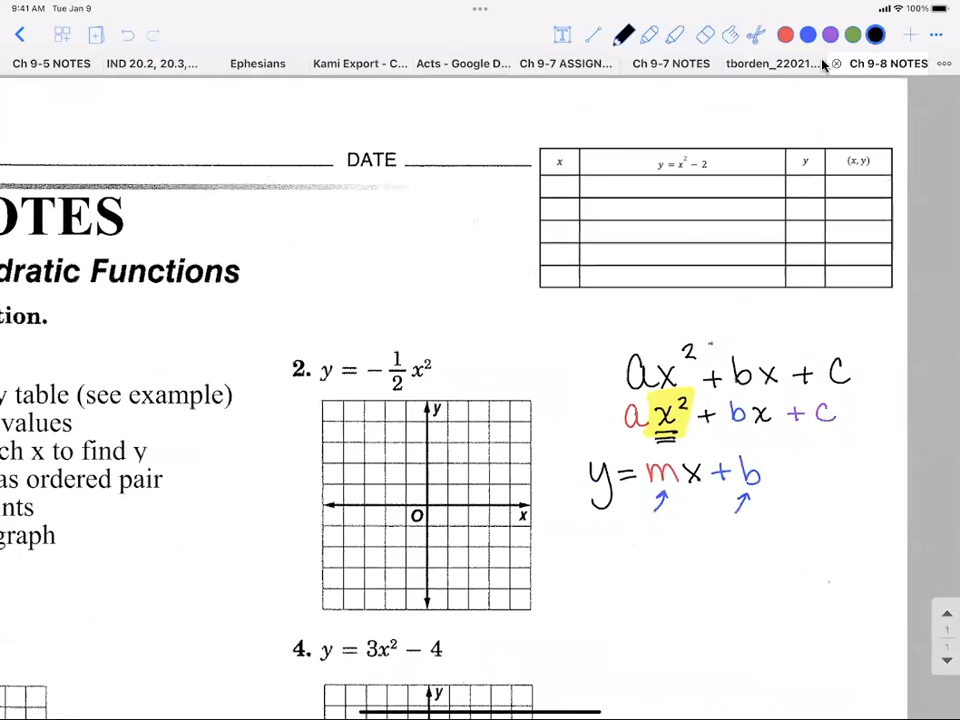 9:41 AM Tue Jan 9
100%
Ch 9-5 NOTES
IND 20.2, 20.3,...
Ephesians
Kami Export - C...
Acts - Google D...
Ch 9-7 ASSIGN...
Ch 9-7 NOTES
tborden_22021...
Ch 9-8 NOTES
DATE
x
y = x² − 2
y
(x, y)
OTES
dratic Functions
tion.
y table (see example)
values
ch x to find y
as ordered pair
nts
graph
2. y = −1/2 x²
y
O
x
ax² + bx + c
ax² + bx + c
y = mx + b
4. y = 3x² − 4
y
1
1